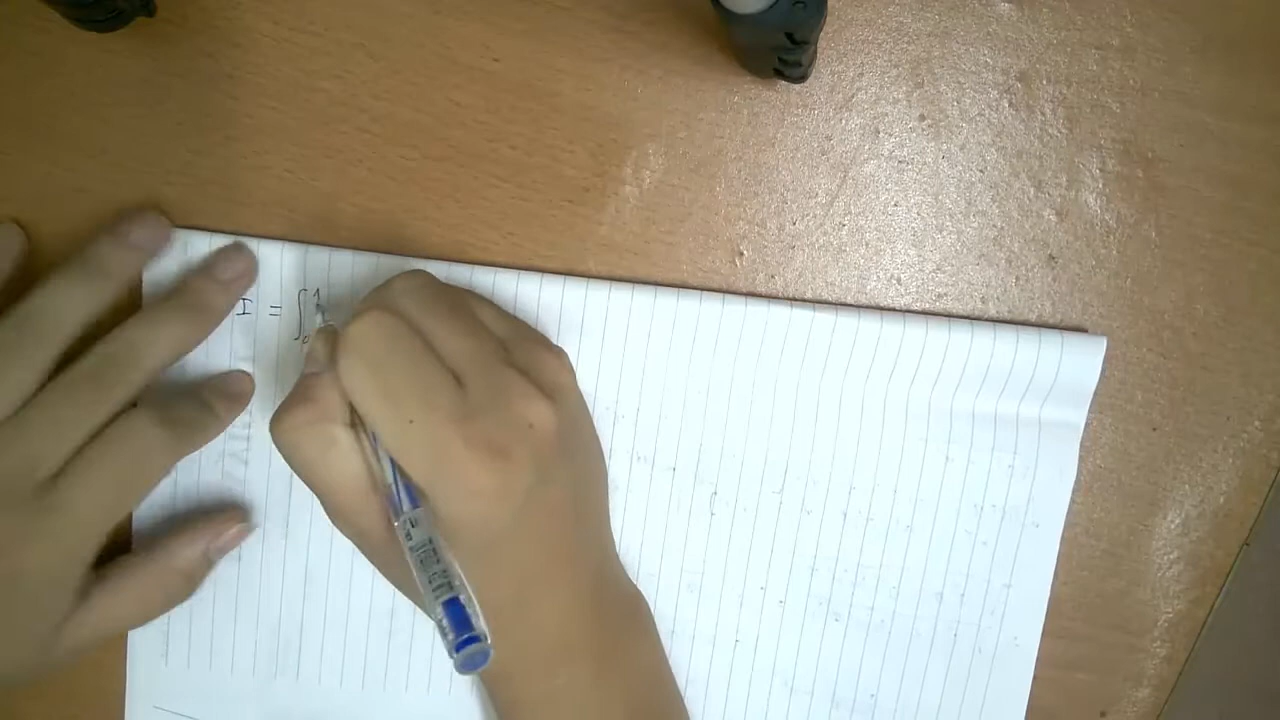 I = ∫₀¹